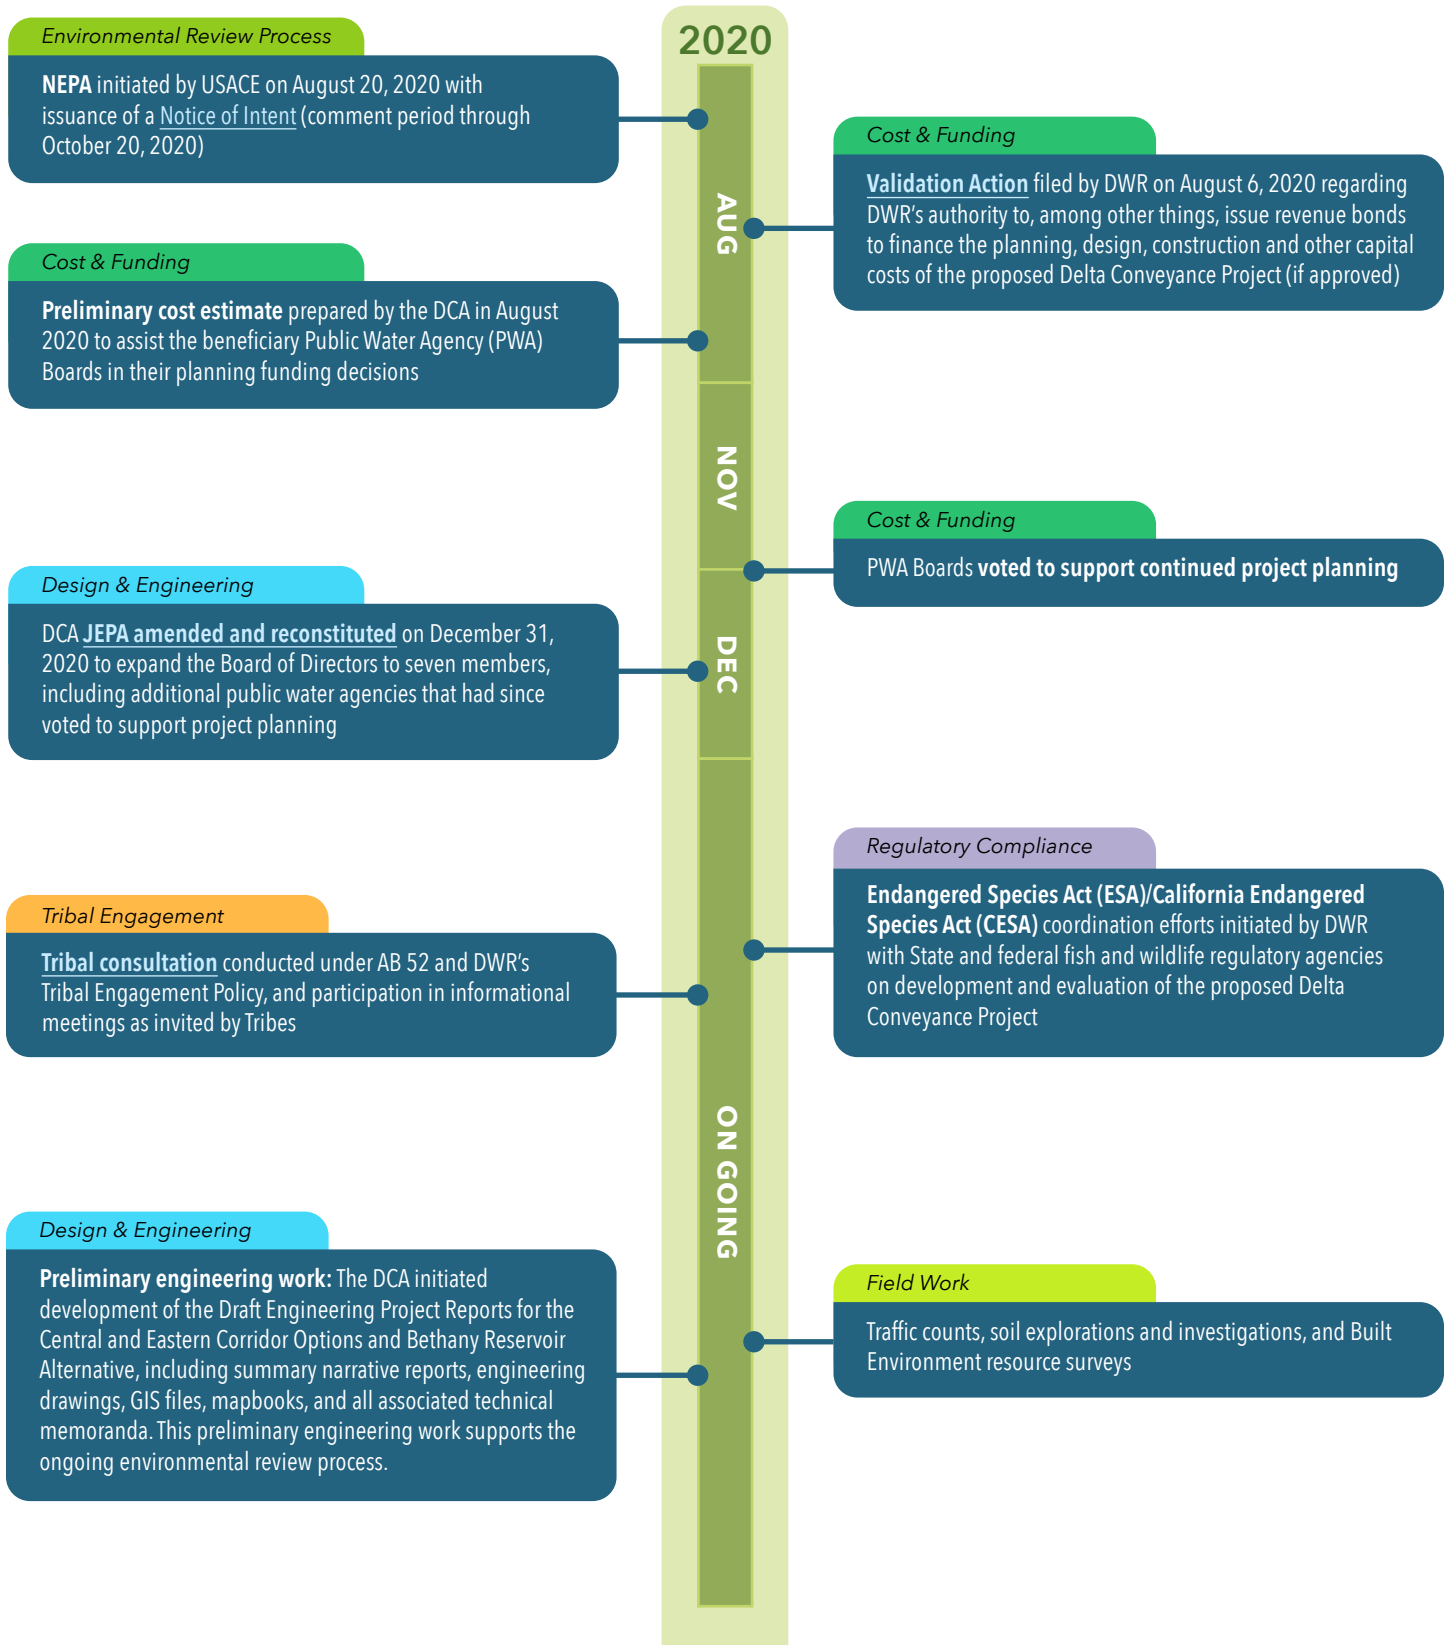 2020
Environmental Review Process
NEPA initiated by USACE on August 20, 2020 with
issuance of a Notice of Intent (comment period through
October 20, 2020)
Cost & Funding
Validation Action filed by DWR on August 6, 2020 regarding
DWR's authority to, among other things, issue revenue bonds
to finance the planning, design, construction and other capital
costs of the proposed Delta Conveyance Project (if approved)
AUG
Cost & Funding
Preliminary cost estimate prepared by the DCA in August
2020 to assist the beneficiary Public Water Agency (PWA)
Boards in their planning funding decisions
NOV
Cost & Funding
PWA Boards voted to support continued project planning
Design & Engineering
DCA JEPA amended and reconstituted on December 31,
2020 to expand the Board of Directors to seven members,
including additional public water agencies that had since
voted to support project planning
DEC
Regulatory Compliance
Endangered Species Act (ESA)/California Endangered
Species Act (CESA) coordination efforts initiated by DWR
with State and federal fish and wildlife regulatory agencies
on development and evaluation of the proposed Delta
Conveyance Project
Tribal Engagement
Tribal consultation conducted under AB 52 and DWR's
Tribal Engagement Policy, and participation in informational
meetings as invited by Tribes
ON GOING
Design & Engineering
Preliminary engineering work: The DCA initiated
development of the Draft Engineering Project Reports for the
Central and Eastern Corridor Options and Bethany Reservoir
Alternative, including summary narrative reports, engineering
drawings, GIS files, mapbooks, and all associated technical
memoranda. This preliminary engineering work supports the
ongoing environmental review process.
Field Work
Traffic counts, soil explorations and investigations, and Built
Environment resource surveys